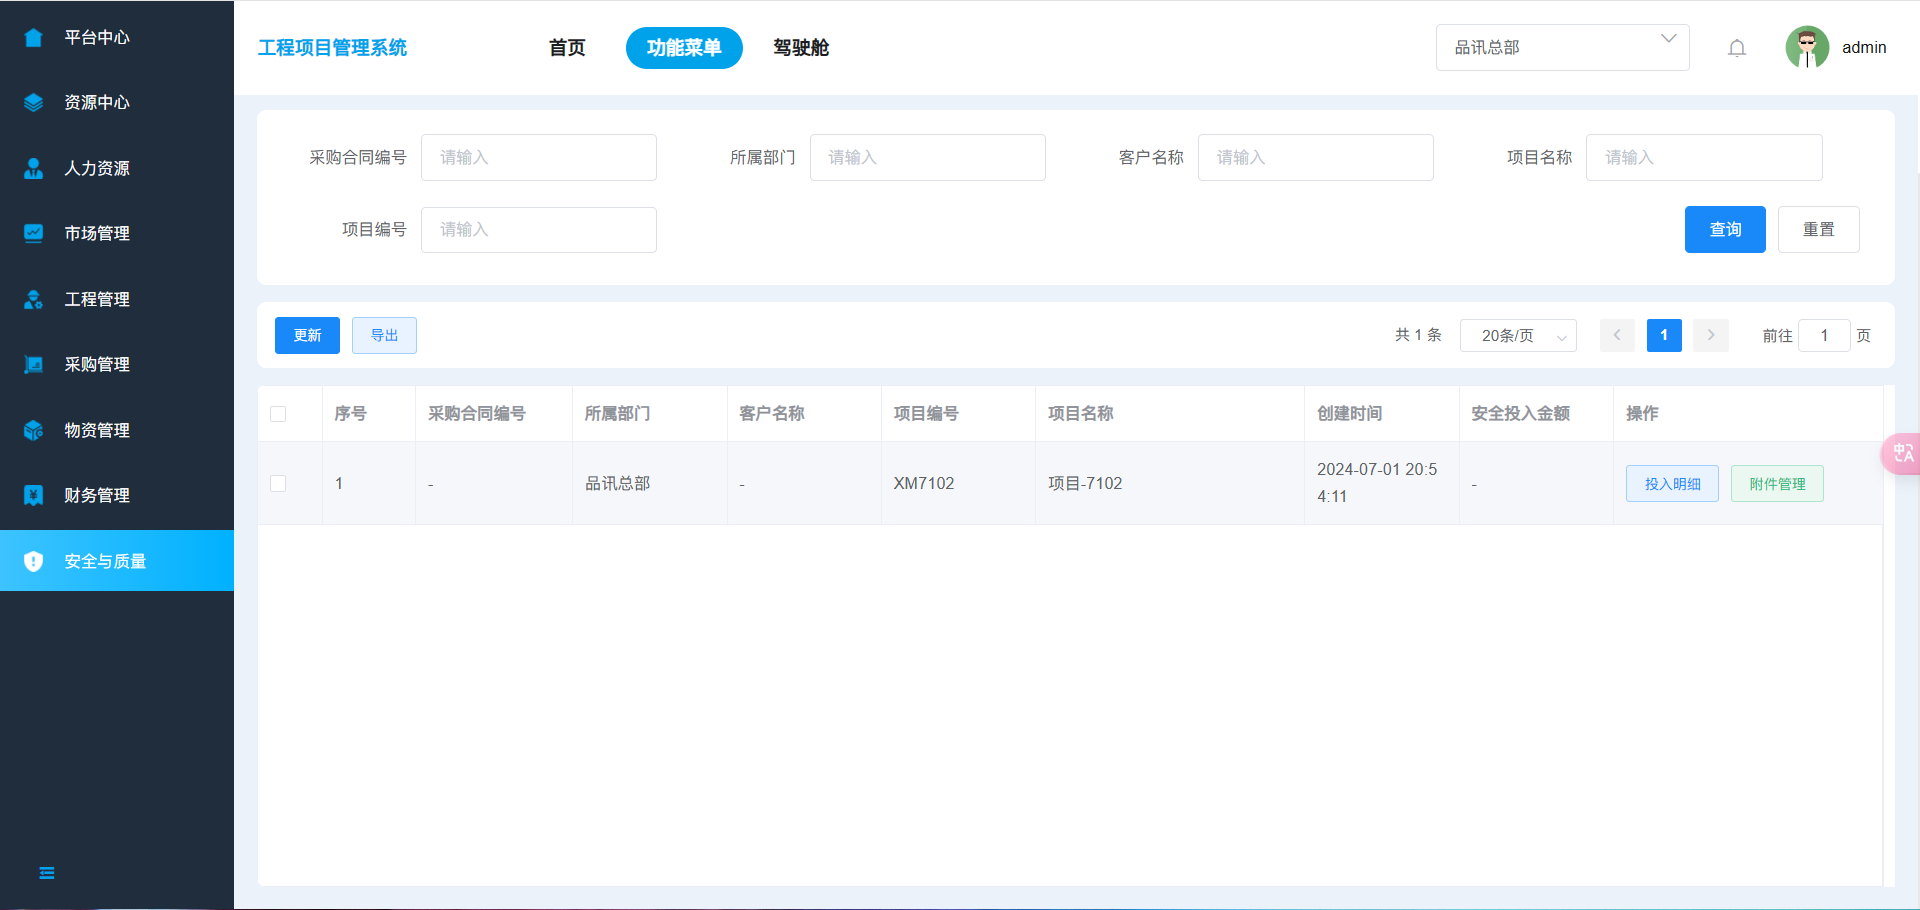 平台中心
资源中心
人力资源
市场管理
工程管理
采购管理
物资管理
财务管理
安全与质量
工程项目管理系统 首页 功能菜单 驾驶舱 品讯总部 admin
采购合同编号 请输入 所属部门 请输入 客户名称 请输入 项目名称 请输入
项目编号 请输入 查询 重置
更新 导出 共 1 条 20条/页 1 前往 1 页
序号 采购合同编号 所属部门 客户名称 项目编号 项目名称 创建时间 安全投入金额 操作
1 - 品讯总部 - XM7102 项目-7102 2024-07-01 20:5
4:11 - 投入明细 附件管理
中A